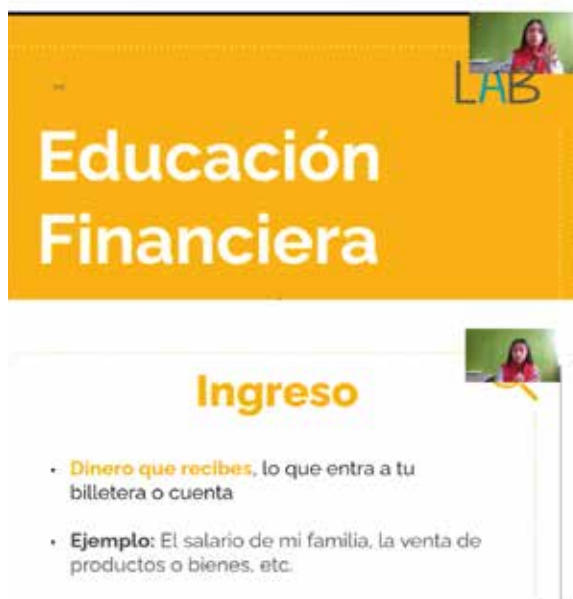 LAB
Educación
Financiera
Ingreso
• Dinero que recibes, lo que entra a tu
billetera o cuenta
• Ejemplo: El salario de mi familia, la venta de
productos o bienes, etc.